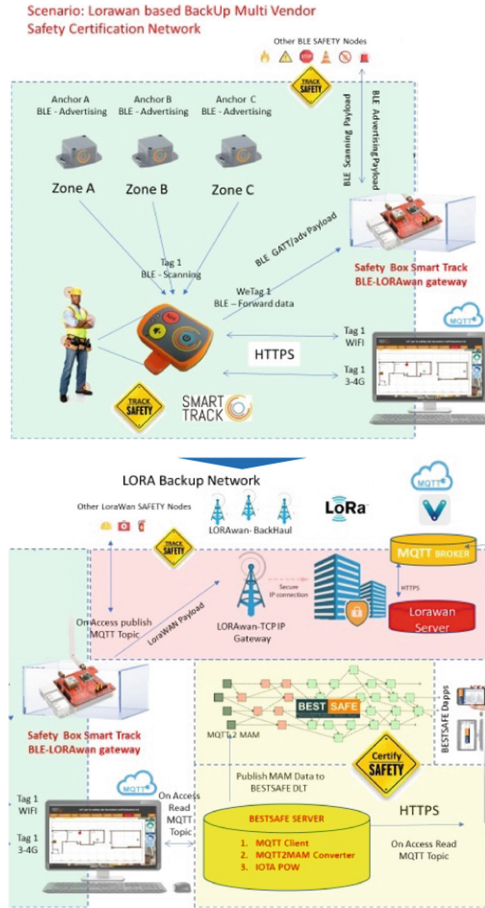 Scenario: Lorawan based BackUp Multi Vendor
Safety Certification Network
Other BLE SAFETY Nodes
STOP
TRACK
SAFETY
Anchor A
BLE - Advertising
Anchor B
BLE - Advertising
Anchor C
BLE - Advertising
Zone A
Zone B
Zone C
BLE Scanning Payload
BLE Advertising Payload
BLE GATT/adv Payload
Safety Box Smart Track
BLE-LORAwan gateway
Tag 1
BLE - Scanning
WeTag 1
BLE – Forward data
MQTT
Tag 1
WIFI
HTTPS
Tag 1
3-4G
TRACK
SAFETY
SMART
TRACK
LORA Backup Network
MQTT
Other LoraWan SAFETY Nodes
LORAwan- BackHaul
LoRa
TRACK
SAFETY
MQTT BROKER
Secure
IP connection
HTTPS
LoraWAN Payload
On Access publish
MQTT Topic
LORAwan-TCP IP
Gateway
Lorawan
Server
Safety Box Smart Track
BLE-LORAwan gateway
BEST SAFE
MQTT 2 MAM
BESTSAFE Dapps
Certify
SAFETY
MQTT
Publish MAM Data to
BESTSAFE DLT
Tag 1
WIFI
On Access
Read
MQTT
Topic
Tag 1
3-4G
BESTSAFE SERVER
1. MQTT Client
2. MQTT2MAM Converter
3. IOTA POW
HTTPS
On Access Read
MQTT Topic